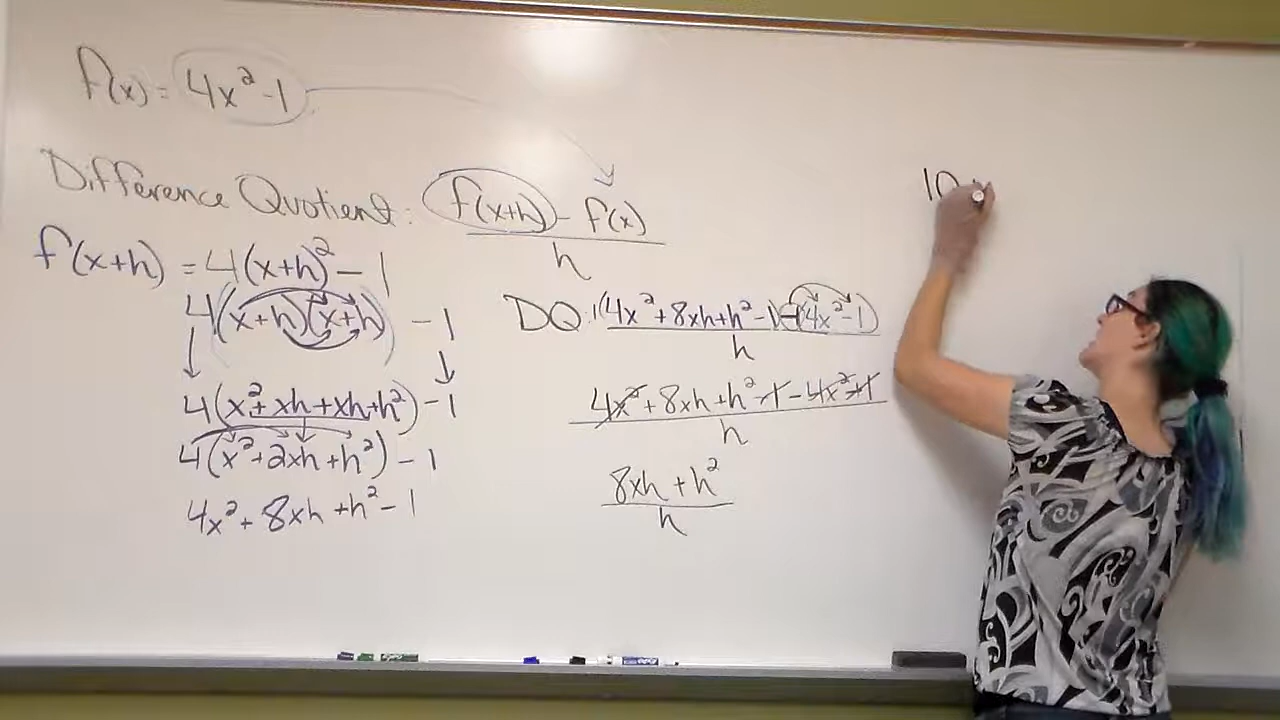 f(x) = 4x² - 1
Difference Quotient: f(x+h) - f(x)
h
f(x+h) = 4(x+h)² - 1
4(x+h)(x+h) - 1
4(x² + xh + xh + h²) - 1
4(x² + 2xh + h²) - 1
4x² + 8xh + h² - 1
DQ: 1(4x² + 8xh + h² - 1) - (4x² - 1)
h
4x² + 8xh + h² - 1 - 4x² + 1
h
8xh + h²
h
10